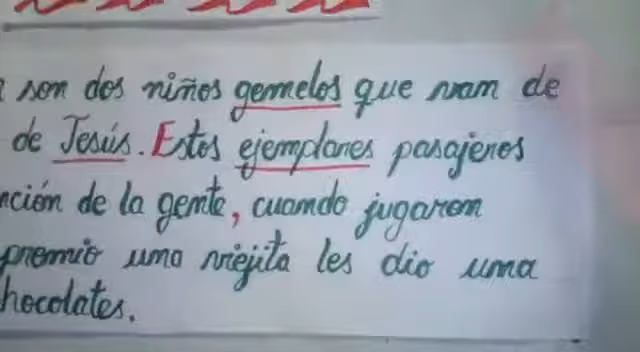 son dos niños gemelos que van de
de Jesús. Estos ejemplares pasajeros
nción de la gente, cuando jugaron
premio una viejita les dio una
hocolates.